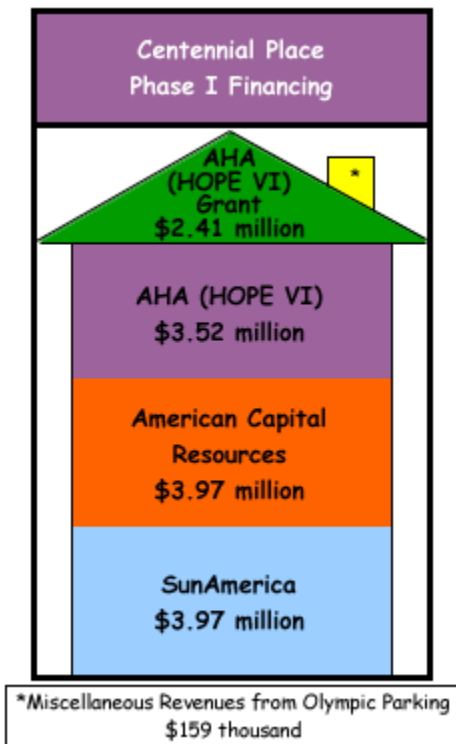 Centennial Place
Phase I Financing
AHA
(HOPE VI)
Grant
$2.41 million
*
AHA (HOPE VI)
$3.52 million
American Capital
Resources
$3.97 million
SunAmerica
$3.97 million
*Miscellaneous Revenues from Olympic Parking
$159 thousand